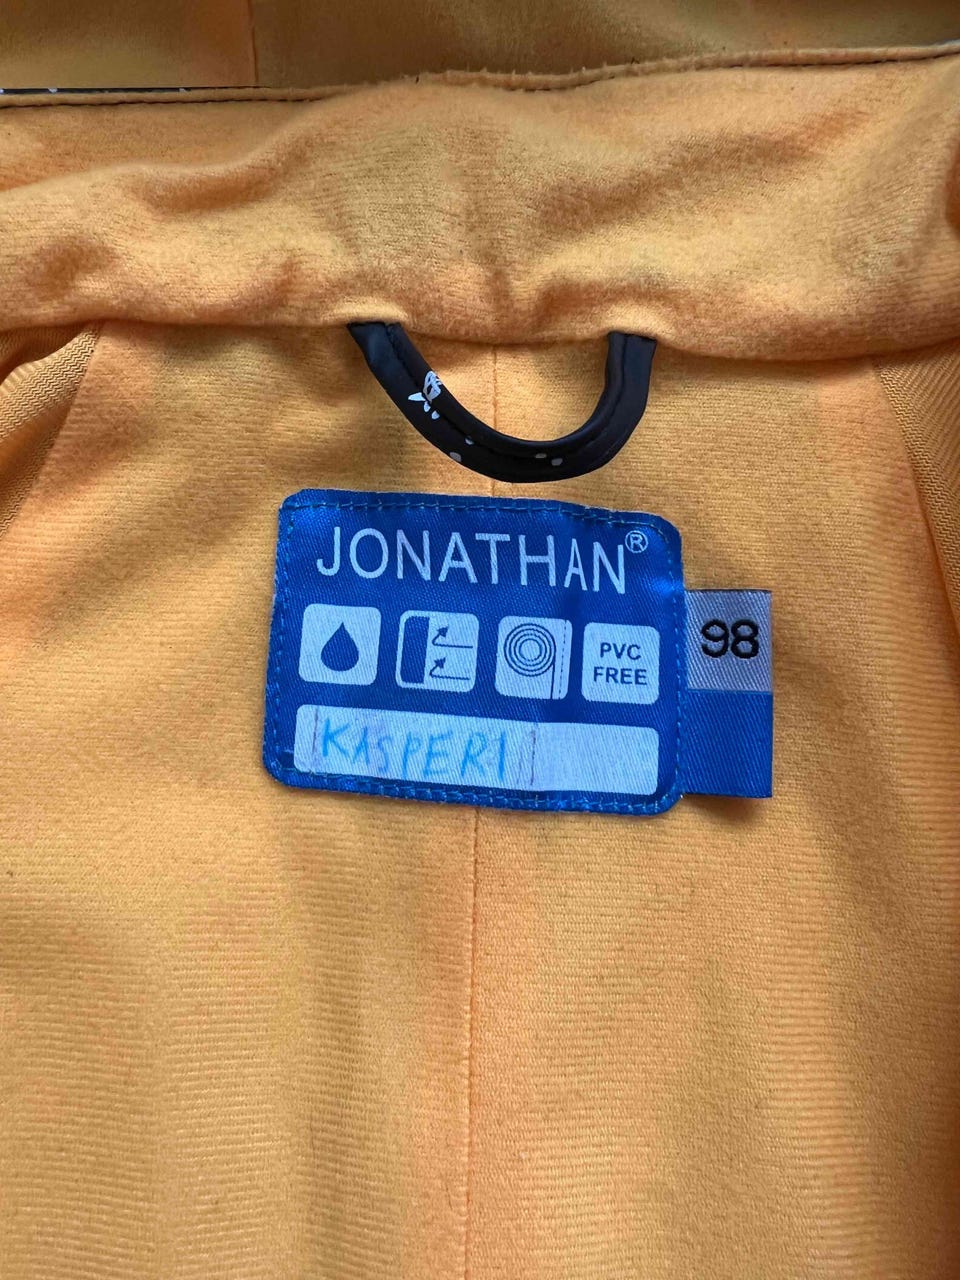 JONATHAN®
PVC
FREE
98
KASPERI